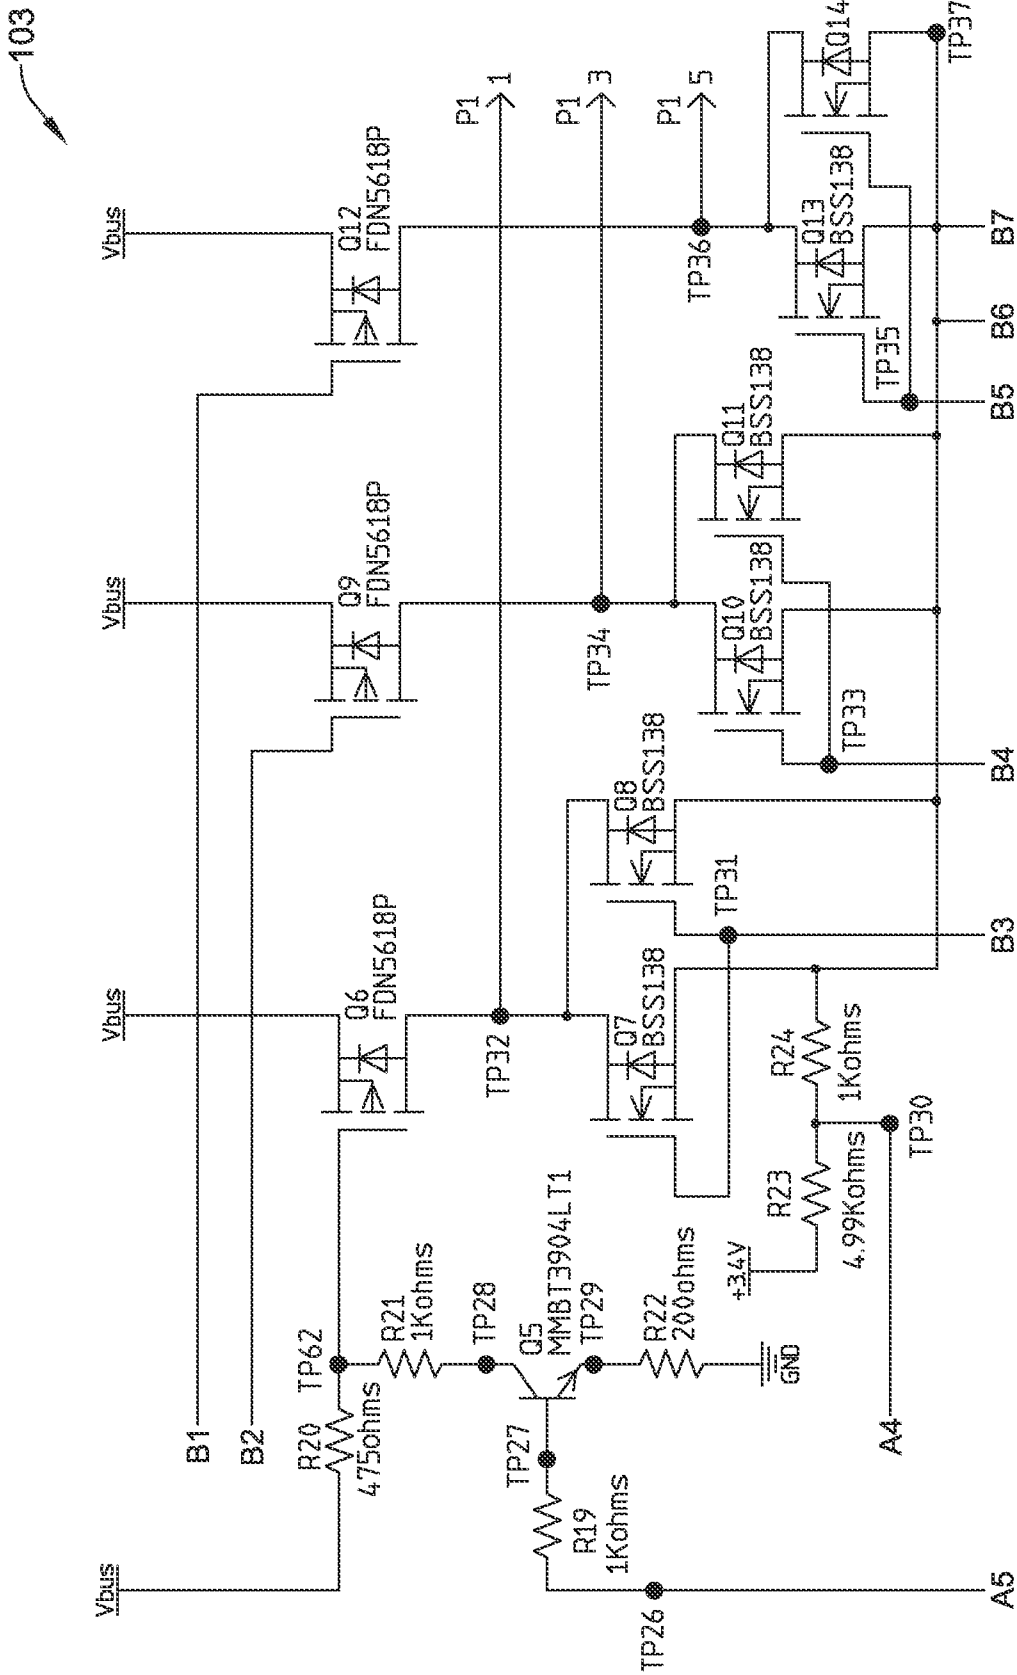 103
Vbus
Vbus
Vbus
Vbus
Q12
FDN5618P
Q9
FDN5618P
Q6
FDN5618P
P1
1
P1
3
P1
5
Q14
TP37
Q13
BSS138
TP36
TP35
Q11
BSS138
Q10
BSS138
TP34
TP33
Q8
BSS138
TP31
Q7
BSS138
TP32
R24
1Kohms
R23
4.99Kohms
TP30
+3.4V
B1
B2
TP62
R20
475ohms
R21
1Kohms
TP28
Q5
MMBT3904LT1
TP27
TP29
R22
200ohms
GND
R19
1Kohms
TP26
A5
A4
B3
B4
B5
B6
B7